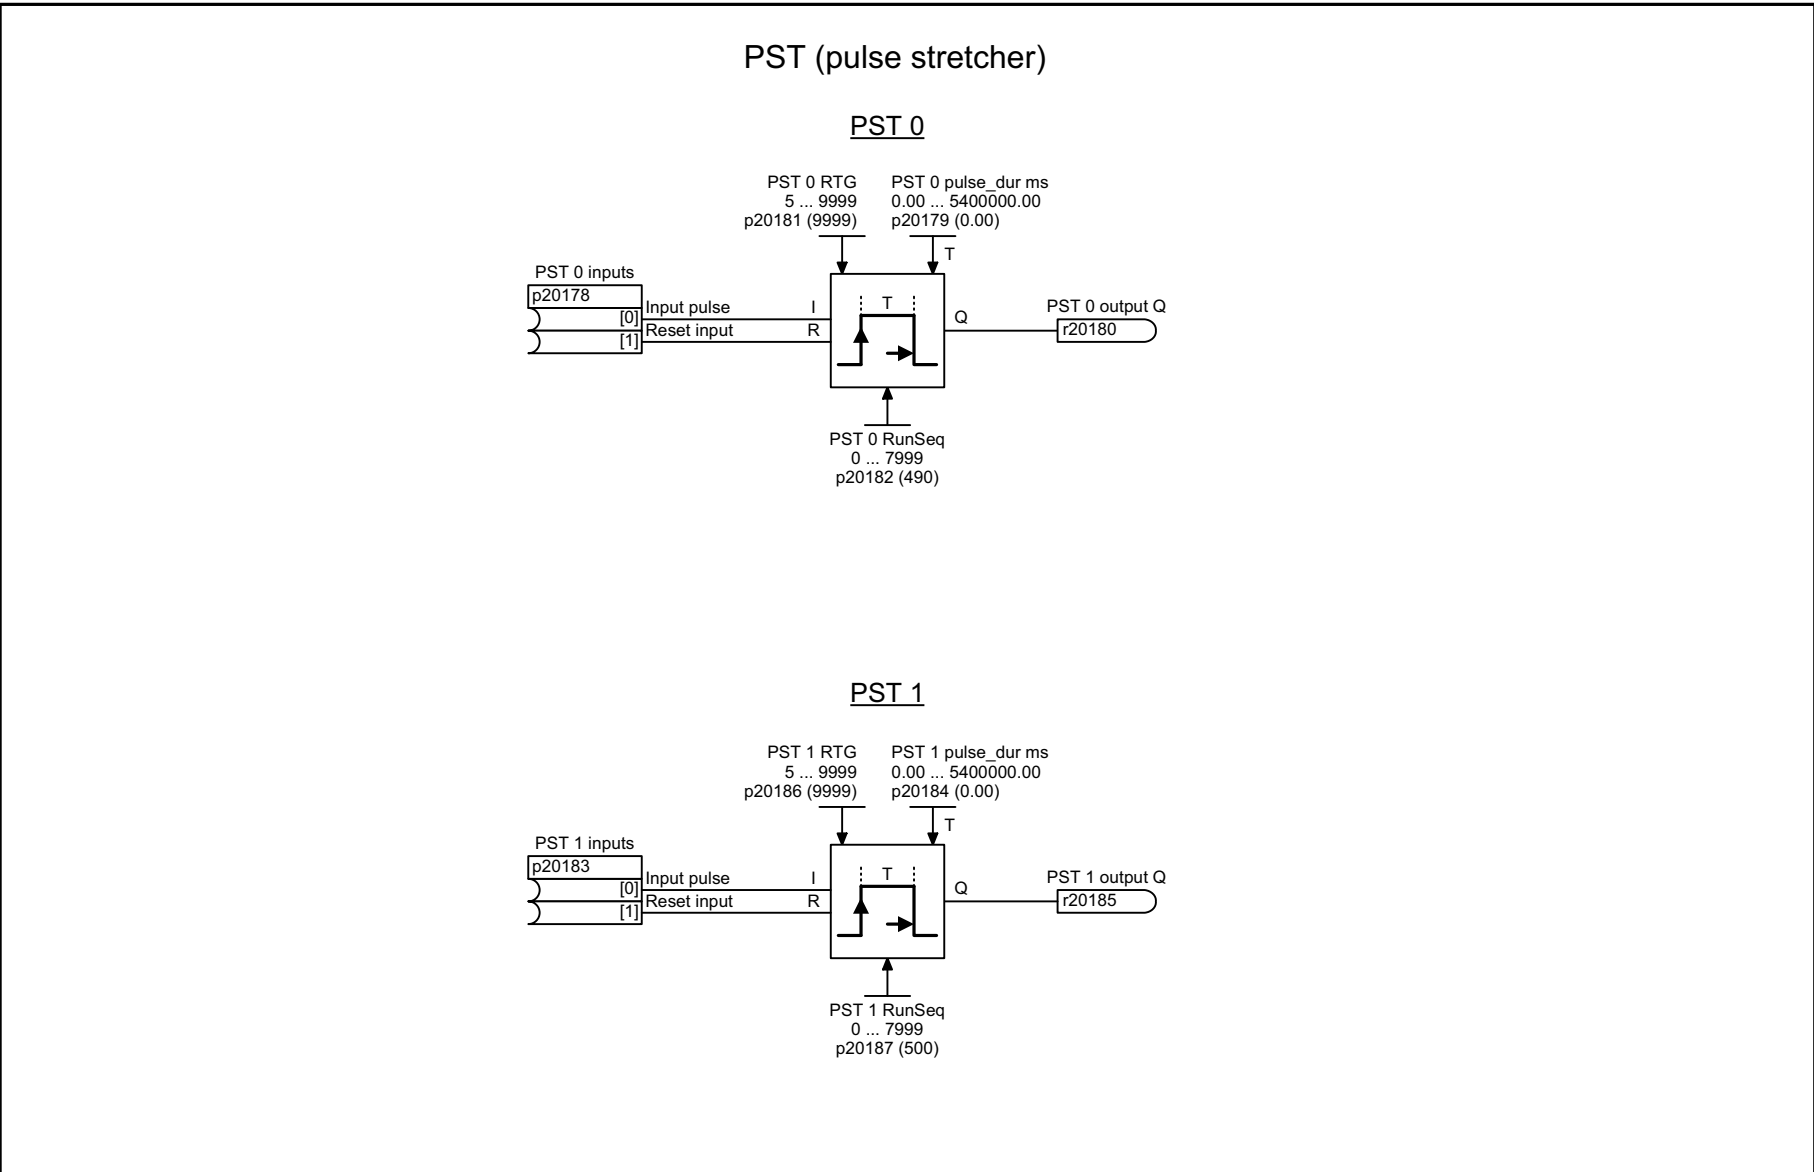 PST (pulse stretcher)
PST 0
PST 0 RTG
5 ... 9999
p20181 (9999)
PST 0 pulse_dur ms
0.00 ... 5400000.00
p20179 (0.00)
T
PST 0 inputs
p20178
[0]
[1]
Input pulse
Reset input
I
R
T
Q
PST 0 output Q
r20180
PST 0 RunSeq
0 ... 7999
p20182 (490)
PST 1
PST 1 RTG
5 ... 9999
p20186 (9999)
PST 1 pulse_dur ms
0.00 ... 5400000.00
p20184 (0.00)
T
PST 1 inputs
p20183
[0]
[1]
Input pulse
Reset input
I
R
T
Q
PST 1 output Q
r20185
PST 1 RunSeq
0 ... 7999
p20187 (500)